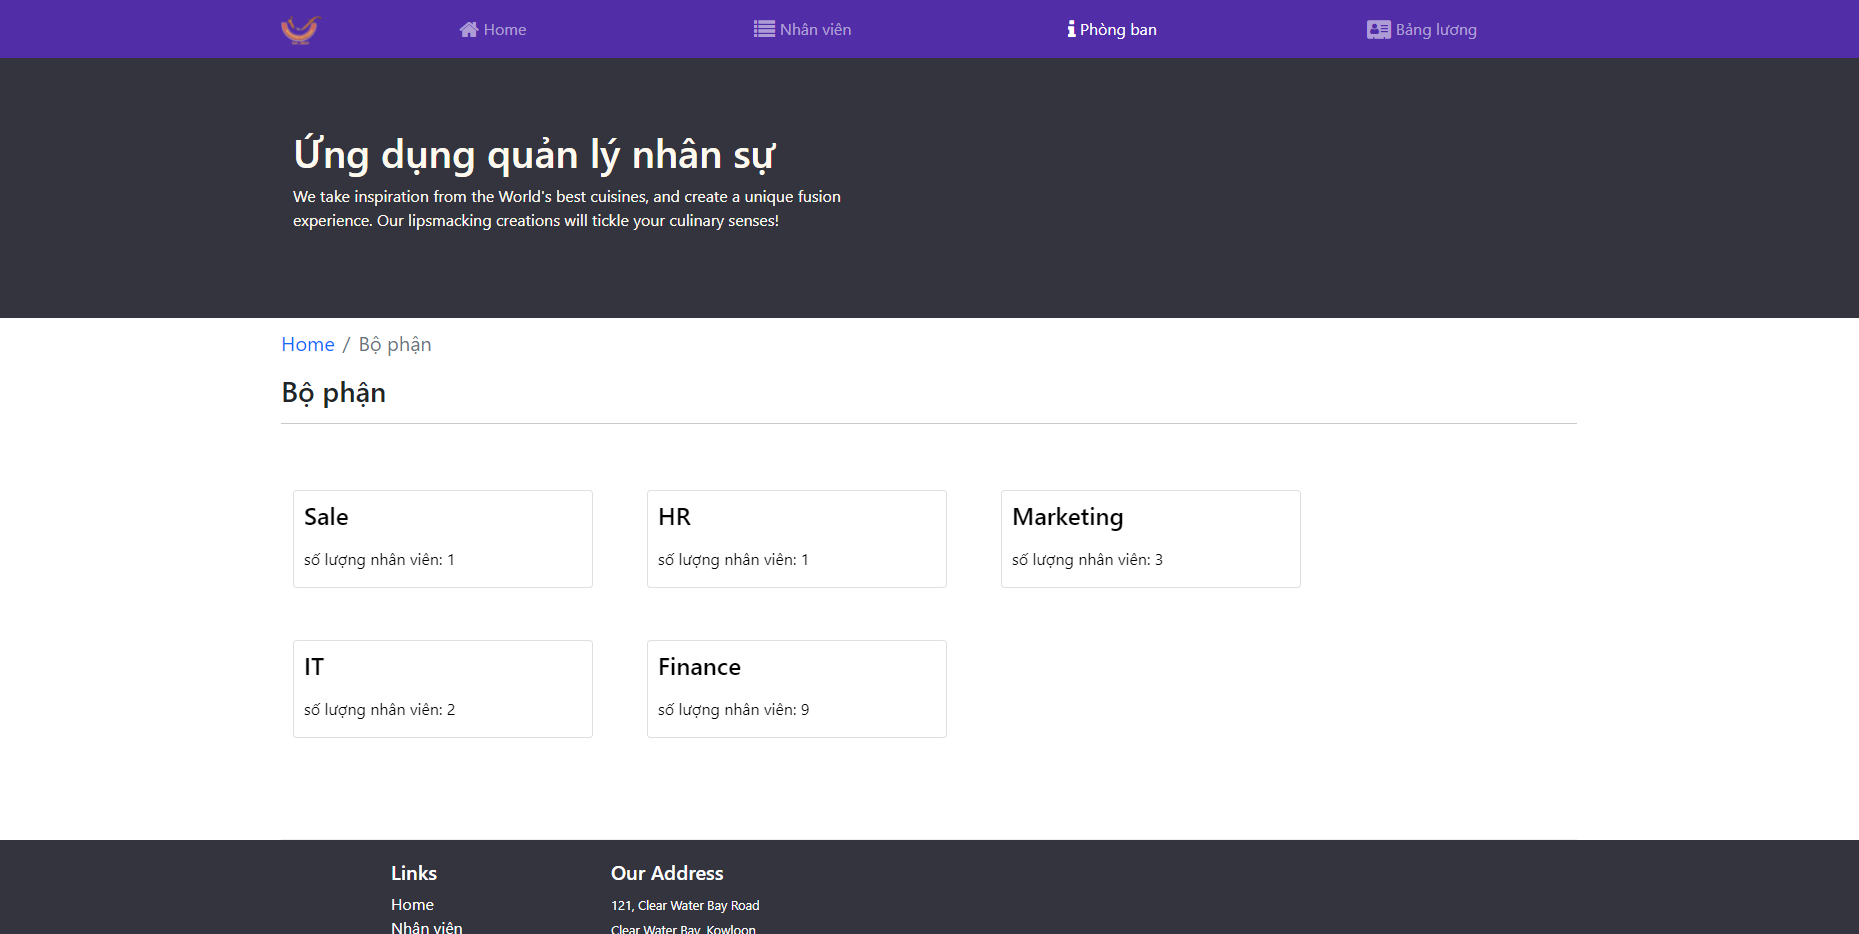 Home
Nhân viên
Phòng ban
Bảng lương
Ứng dụng quản lý nhân sự
We take inspiration from the World's best cuisines, and create a unique fusion
experience. Our lipsmacking creations will tickle your culinary senses!
Home / Bộ phận
Bộ phận
Sale
số lượng nhân viên: 1
HR
số lượng nhân viên: 1
Marketing
số lượng nhân viên: 3
IT
số lượng nhân viên: 2
Finance
số lượng nhân viên: 9
Links
Home
Nhân viên
Our Address
121, Clear Water Bay Road
Clear Water Bay, Kowloon